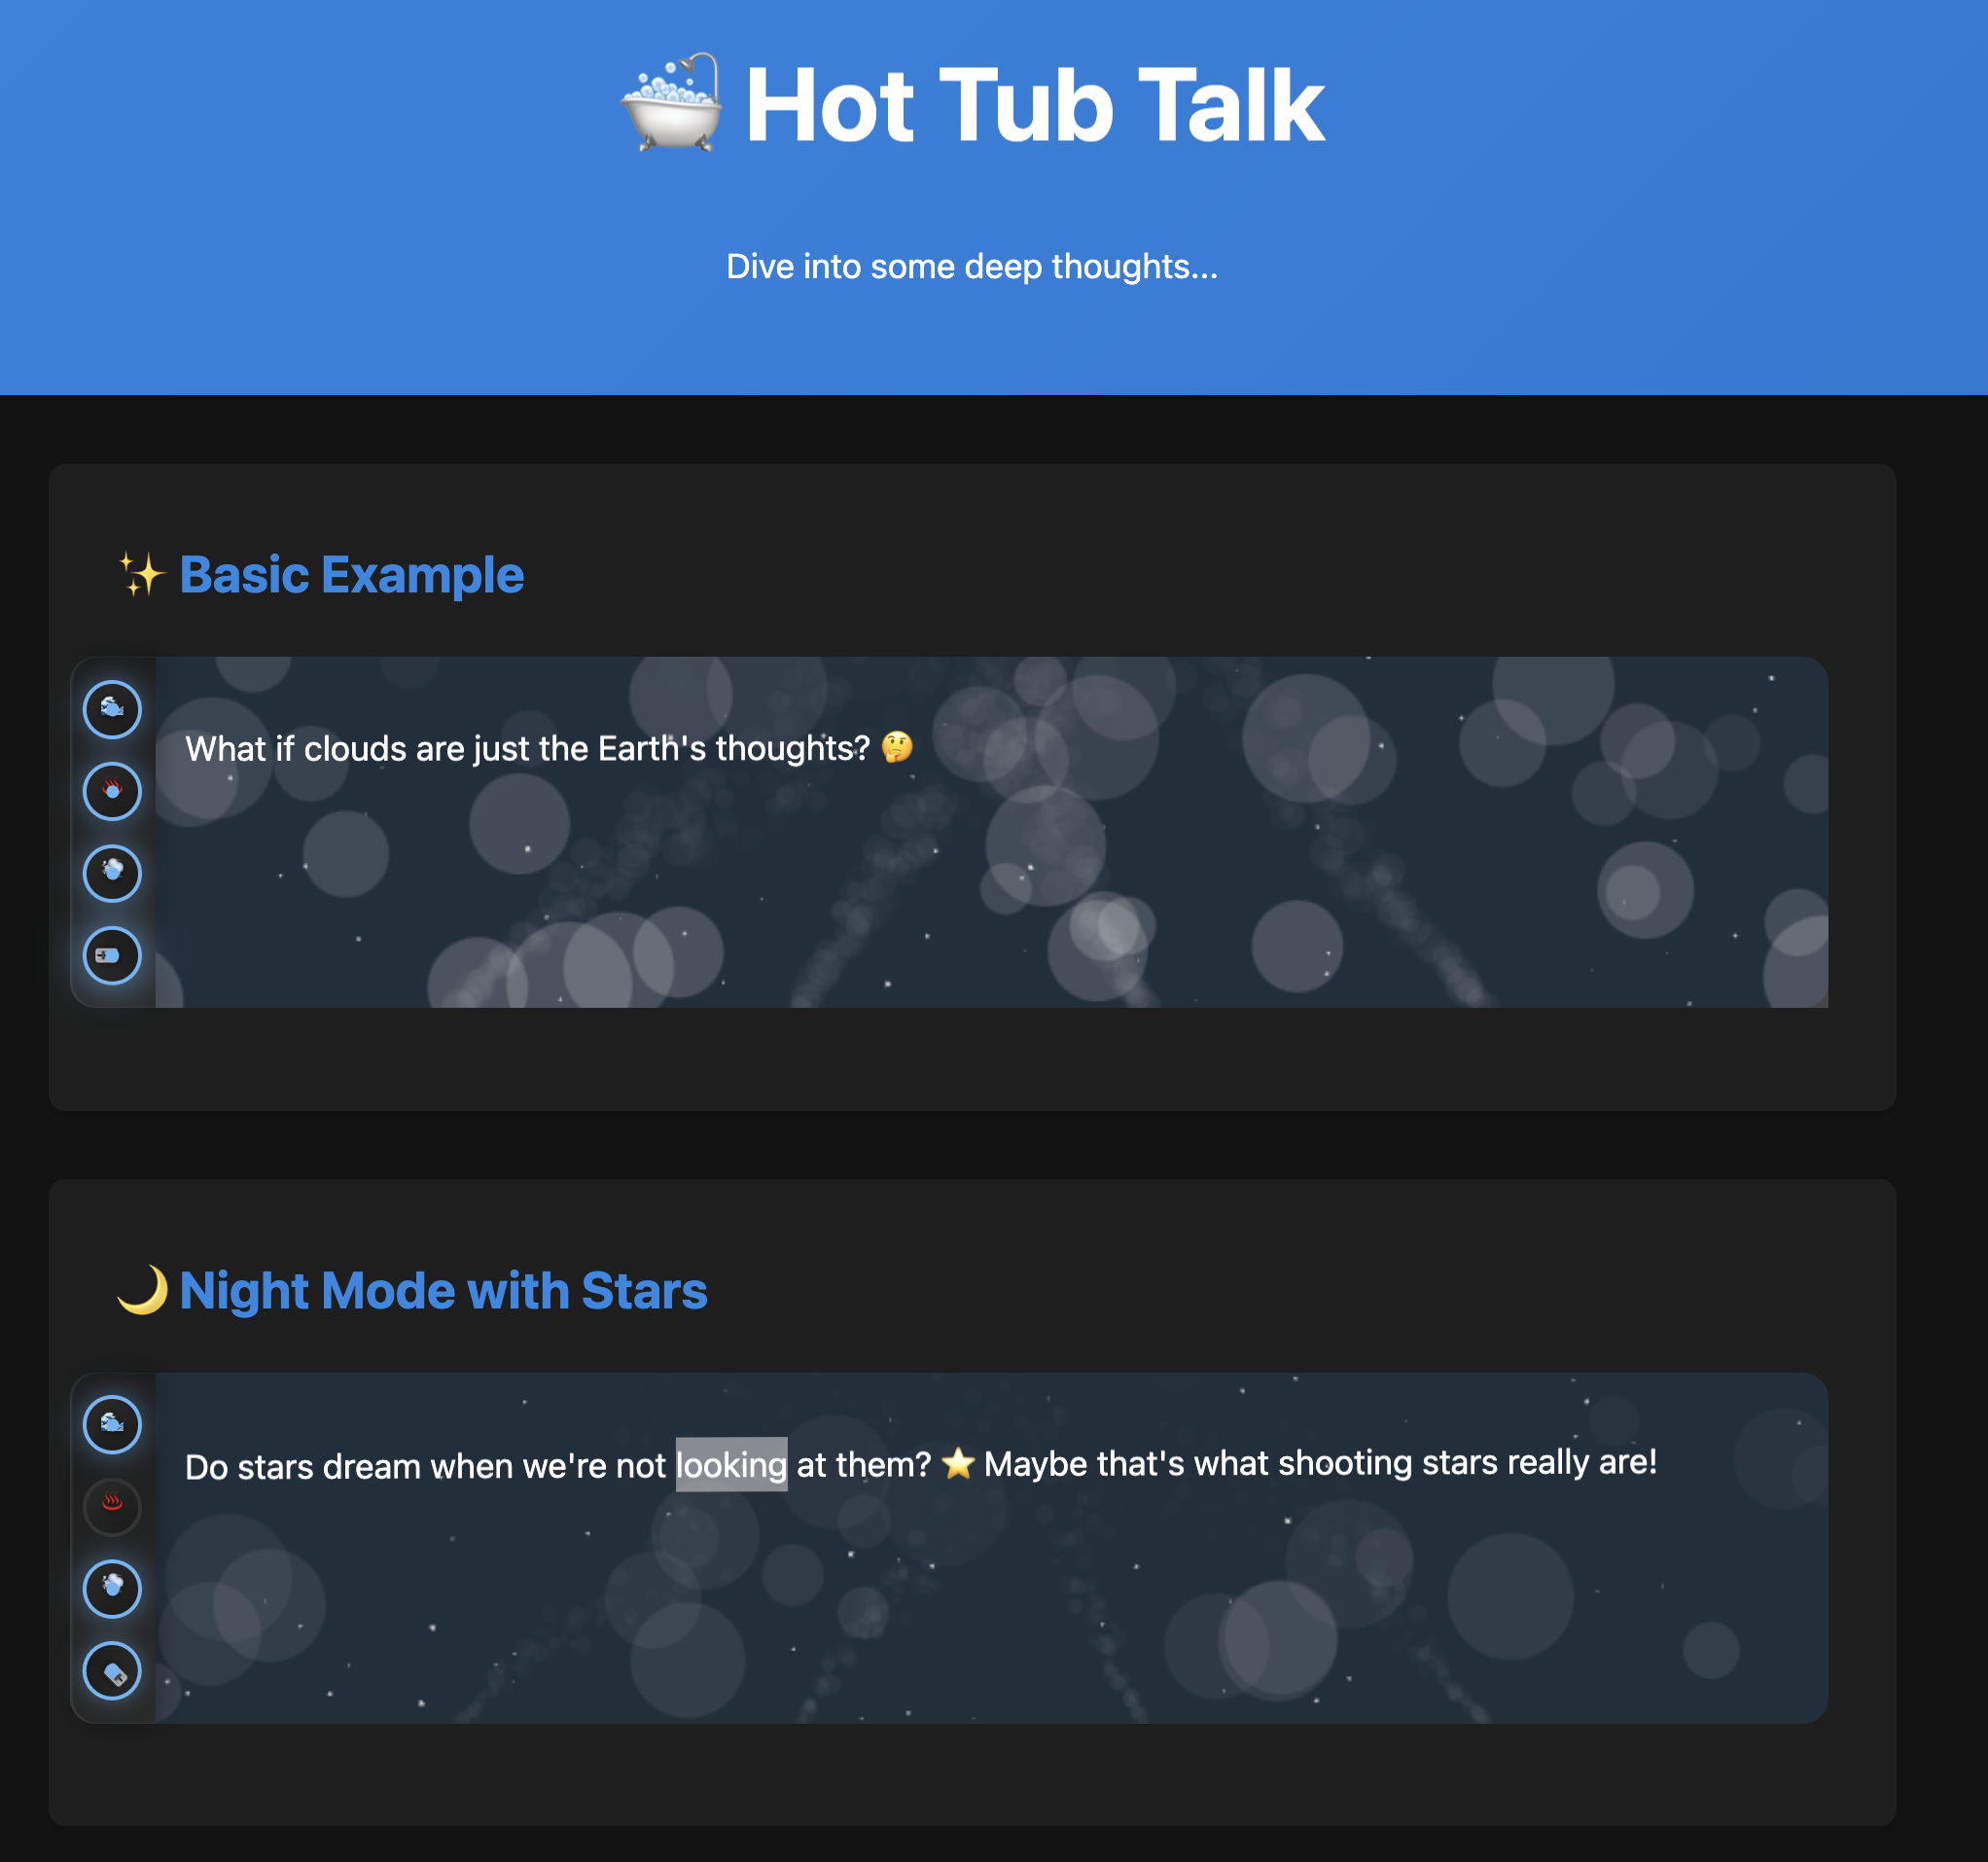 🛁 Hot Tub Talk
Dive into some deep thoughts...
✨ Basic Example
What if clouds are just the Earth's thoughts? 🤔
🌙 Night Mode with Stars
Do stars dream when we're not looking at them? ⭐ Maybe that's what shooting stars really are!